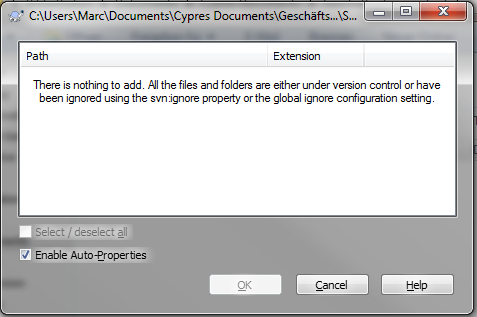 C:\Users\Marc\Documents\Cypres Documents\Geschäfts...\S...
Path Extension
There is nothing to add. All the files and folders are either under version control or have
been ignored using the svn:ignore property or the global ignore configuration setting.
Select / deselect all
Enable Auto-Properties
OK Cancel Help